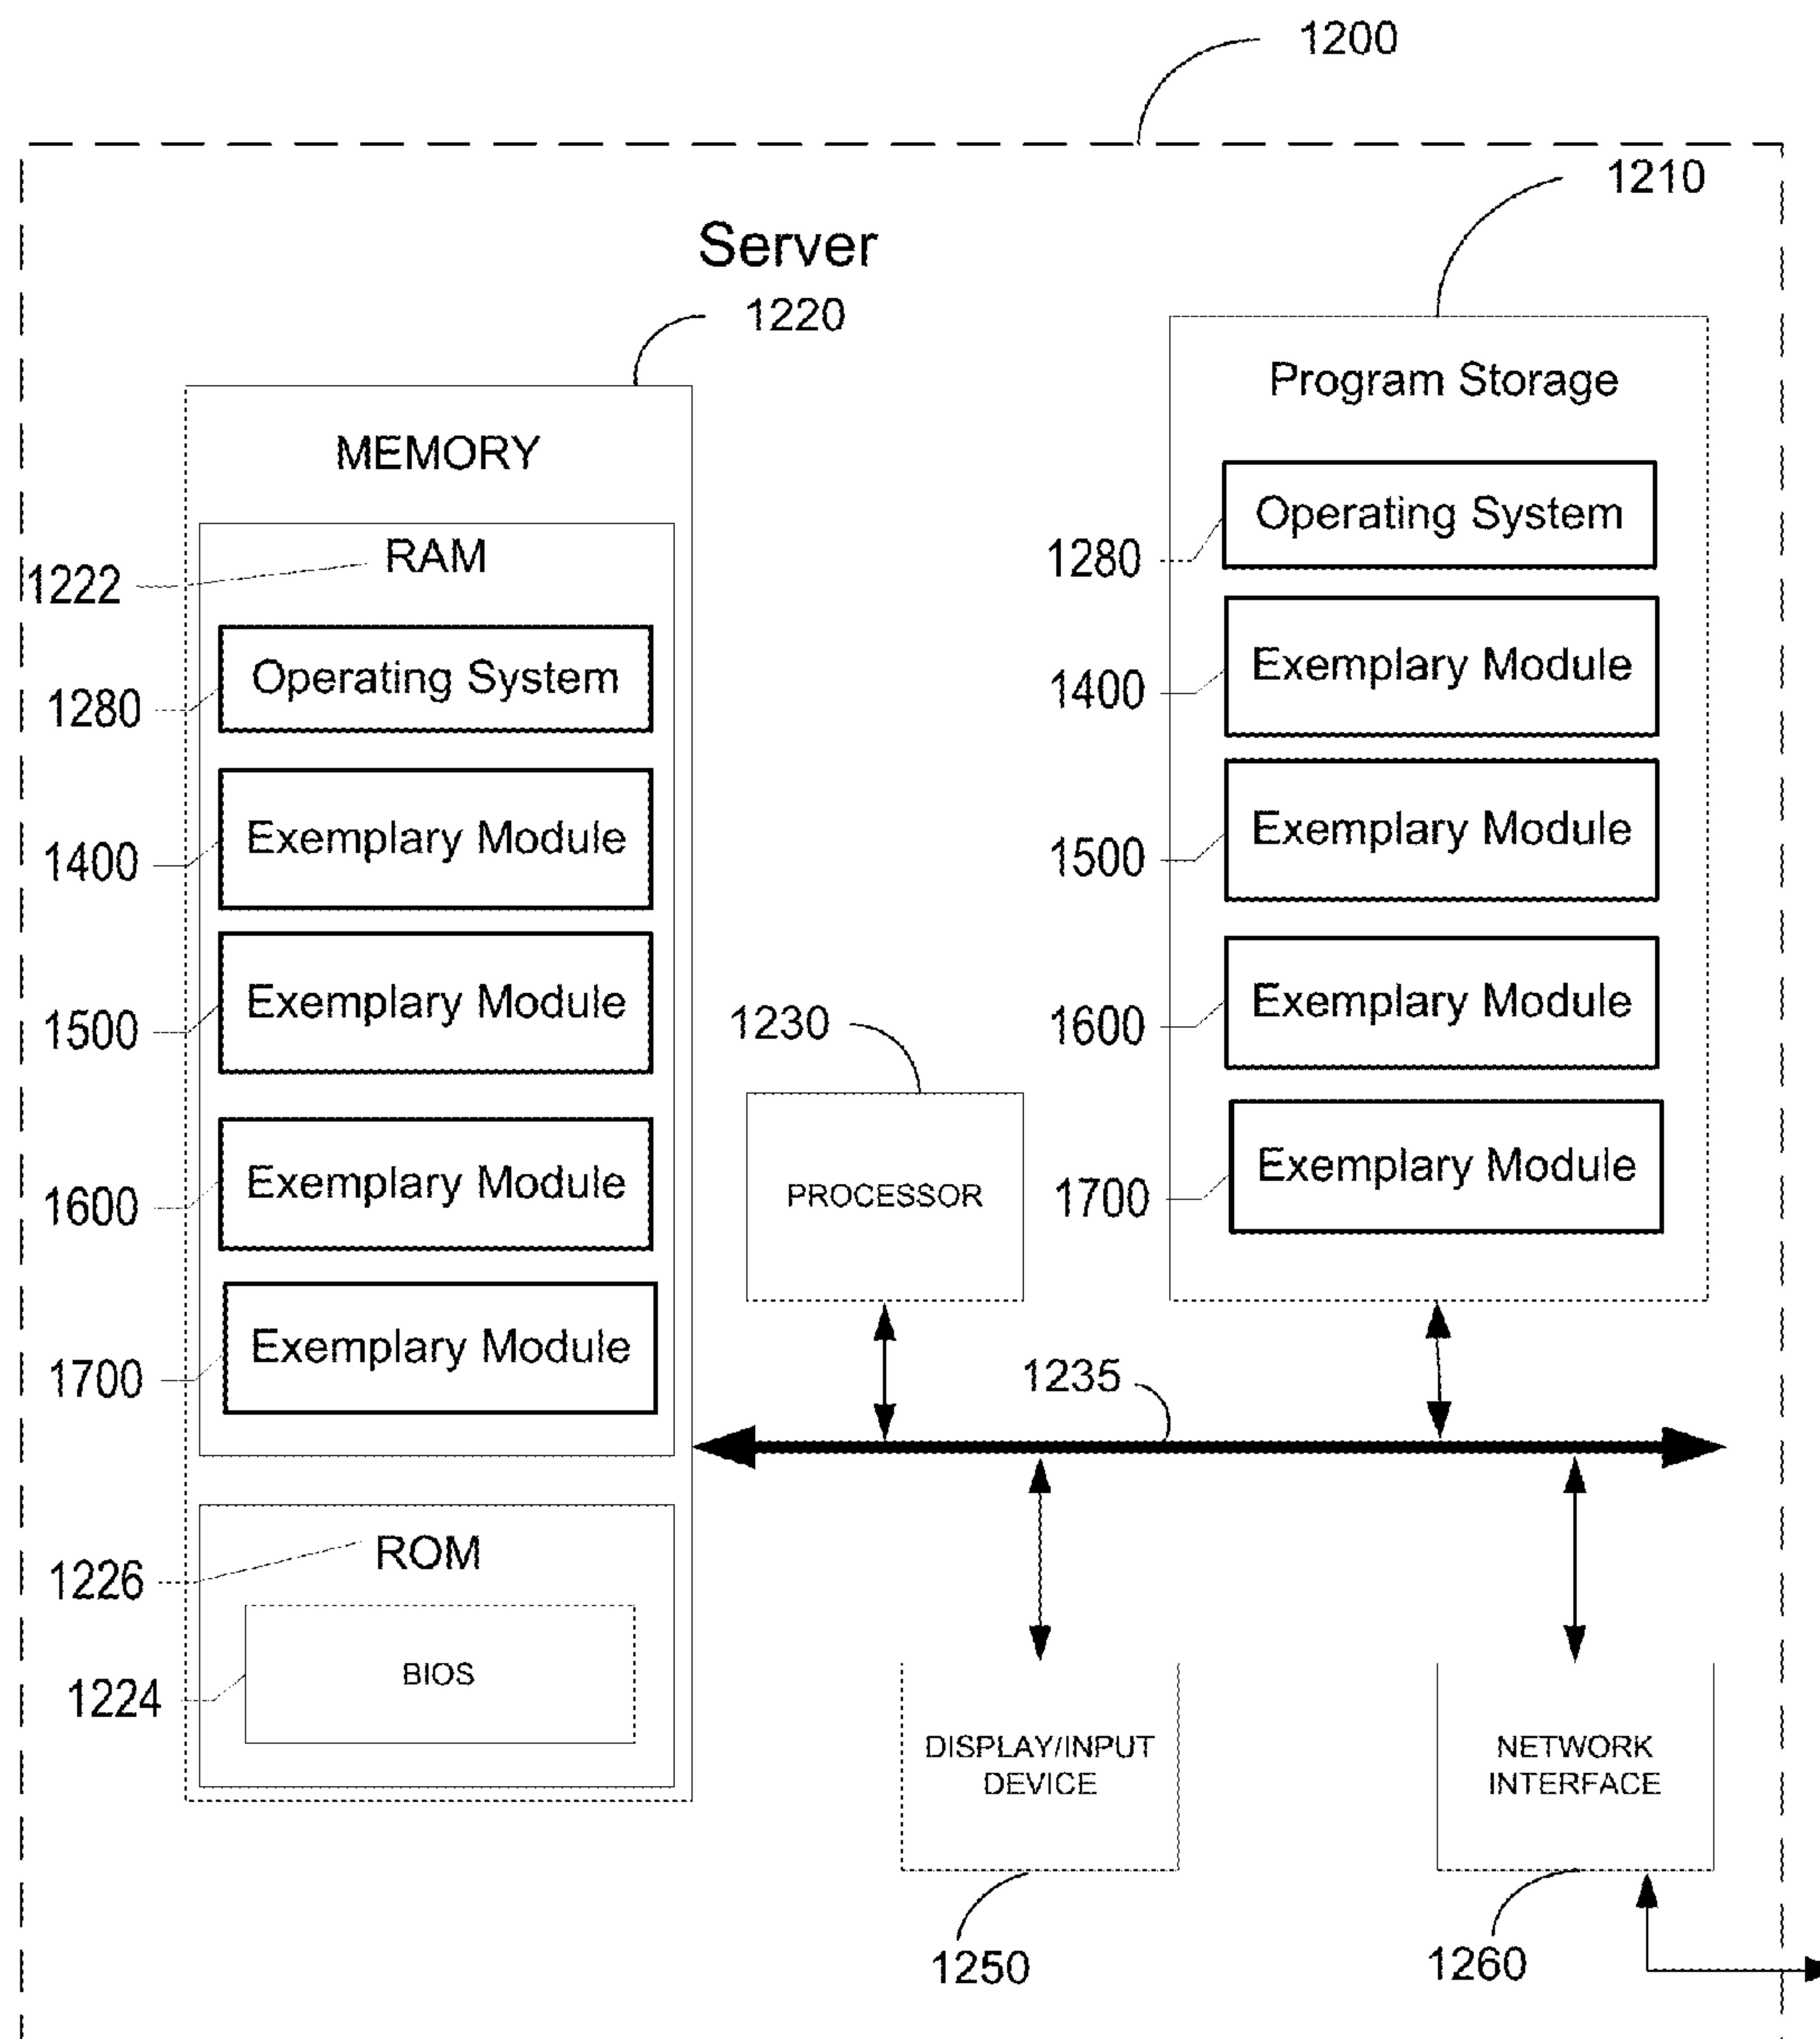 1200
1210
Server
1220
Program Storage
MEMORY
Operating System
1280
RAM
1222
Exemplary Module
1400
Operating System
1280
Exemplary Module
1500
Exemplary Module
1400
Exemplary Module
1600
Exemplary Module
1500
1230
Exemplary Module
1700
Exemplary Module
1600
PROCESSOR
Exemplary Module
1700
1235
ROM
1226
BIOS
1224
DISPLAY/INPUT
DEVICE
NETWORK
INTERFACE
1250
1260